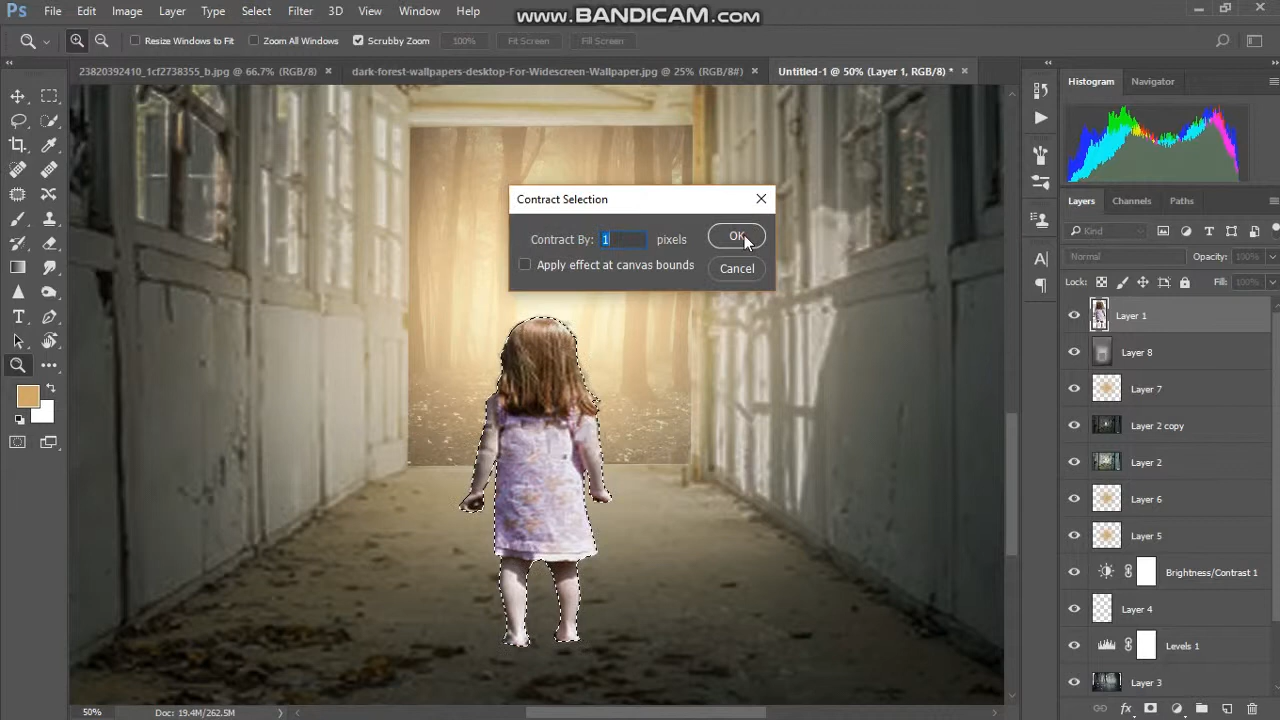 www.BANDICAM.com
Ps File Edit Image Layer Type Select Filter 3D View Window Help
Resize Windows to Fit Zoom All Windows Scrubby Zoom 100% Fit Screen Fill Screen
23820392410_1cf2738355_b.jpg @ 66.7% (RGB/8) × dark-forest-wallpapers-desktop-For-Widescreen-Wallpaper.jpg @ 25% (RGB/8#) × Untitled-1 @ 50% (Layer 1, RGB/8) * ×
Contract Selection
Contract By: 1 pixels OK
Apply effect at canvas bounds
Cancel
Histogram Navigator
Layers Channels Paths
Kind
Normal Opacity: 100%
Lock: Fill: 100%
Layer 1
Layer 8
Layer 7
Layer 2 copy
Layer 2
Layer 6
Layer 5
Brightness/Contrast 1
Layer 4
Levels 1
Layer 3
50% Doc: 19.4M/262.5M